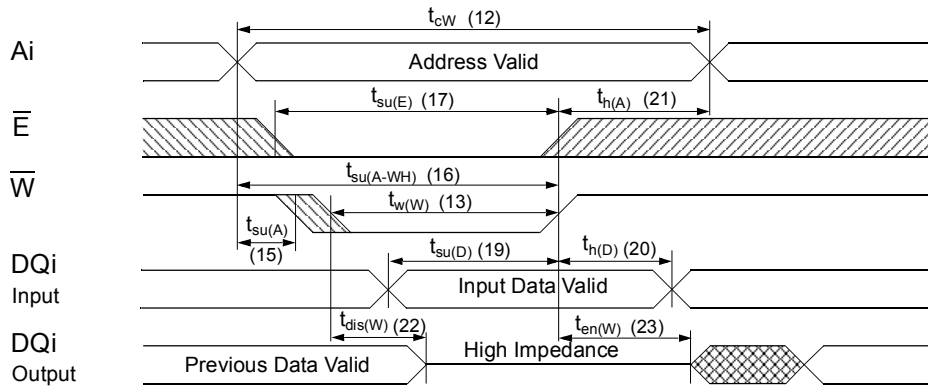 t_cW (12)
Ai
Address Valid
t_su(E) (17)
t_h(A) (21)
E̅
t_su(A-WH) (16)
W̅
t_w(W) (13)
t_su(A)
(15)
t_su(D) (19)
t_h(D) (20)
DQi
Input
Input Data Valid
t_dis(W) (22)
t_en(W) (23)
DQi
Output
Previous Data Valid
High Impedance